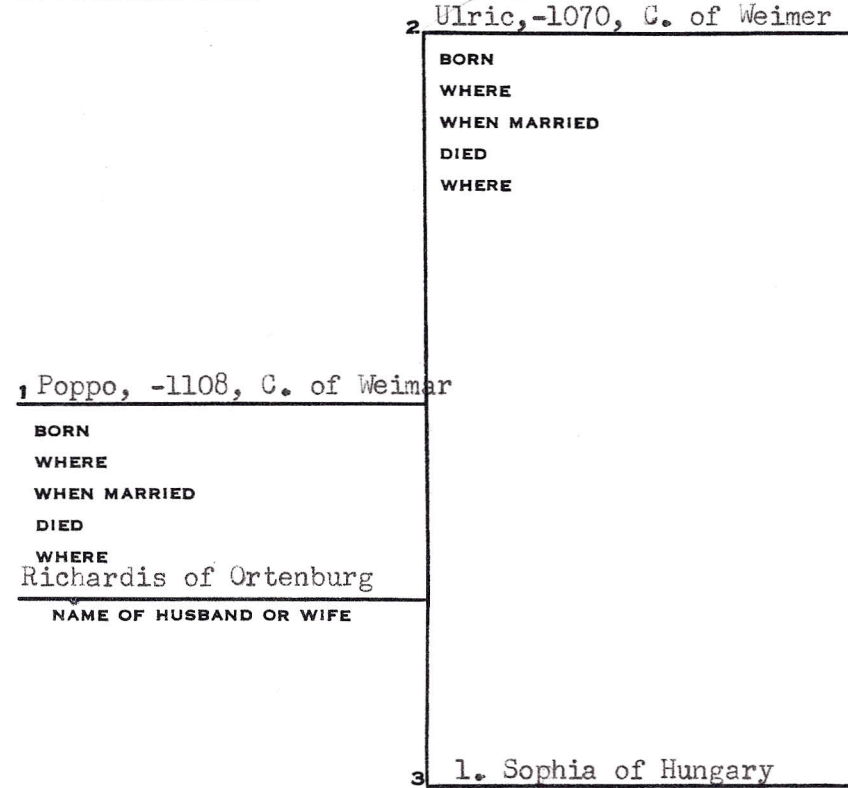 2 Ulric,-1070, C. of Weimer
BORN
WHERE
WHEN MARRIED
DIED
WHERE
1 Poppo, -1108, C. of Weimar
BORN
WHERE
WHEN MARRIED
DIED
WHERE
Richardis of Ortenburg
NAME OF HUSBAND OR WIFE
3 1. Sophia of Hungary